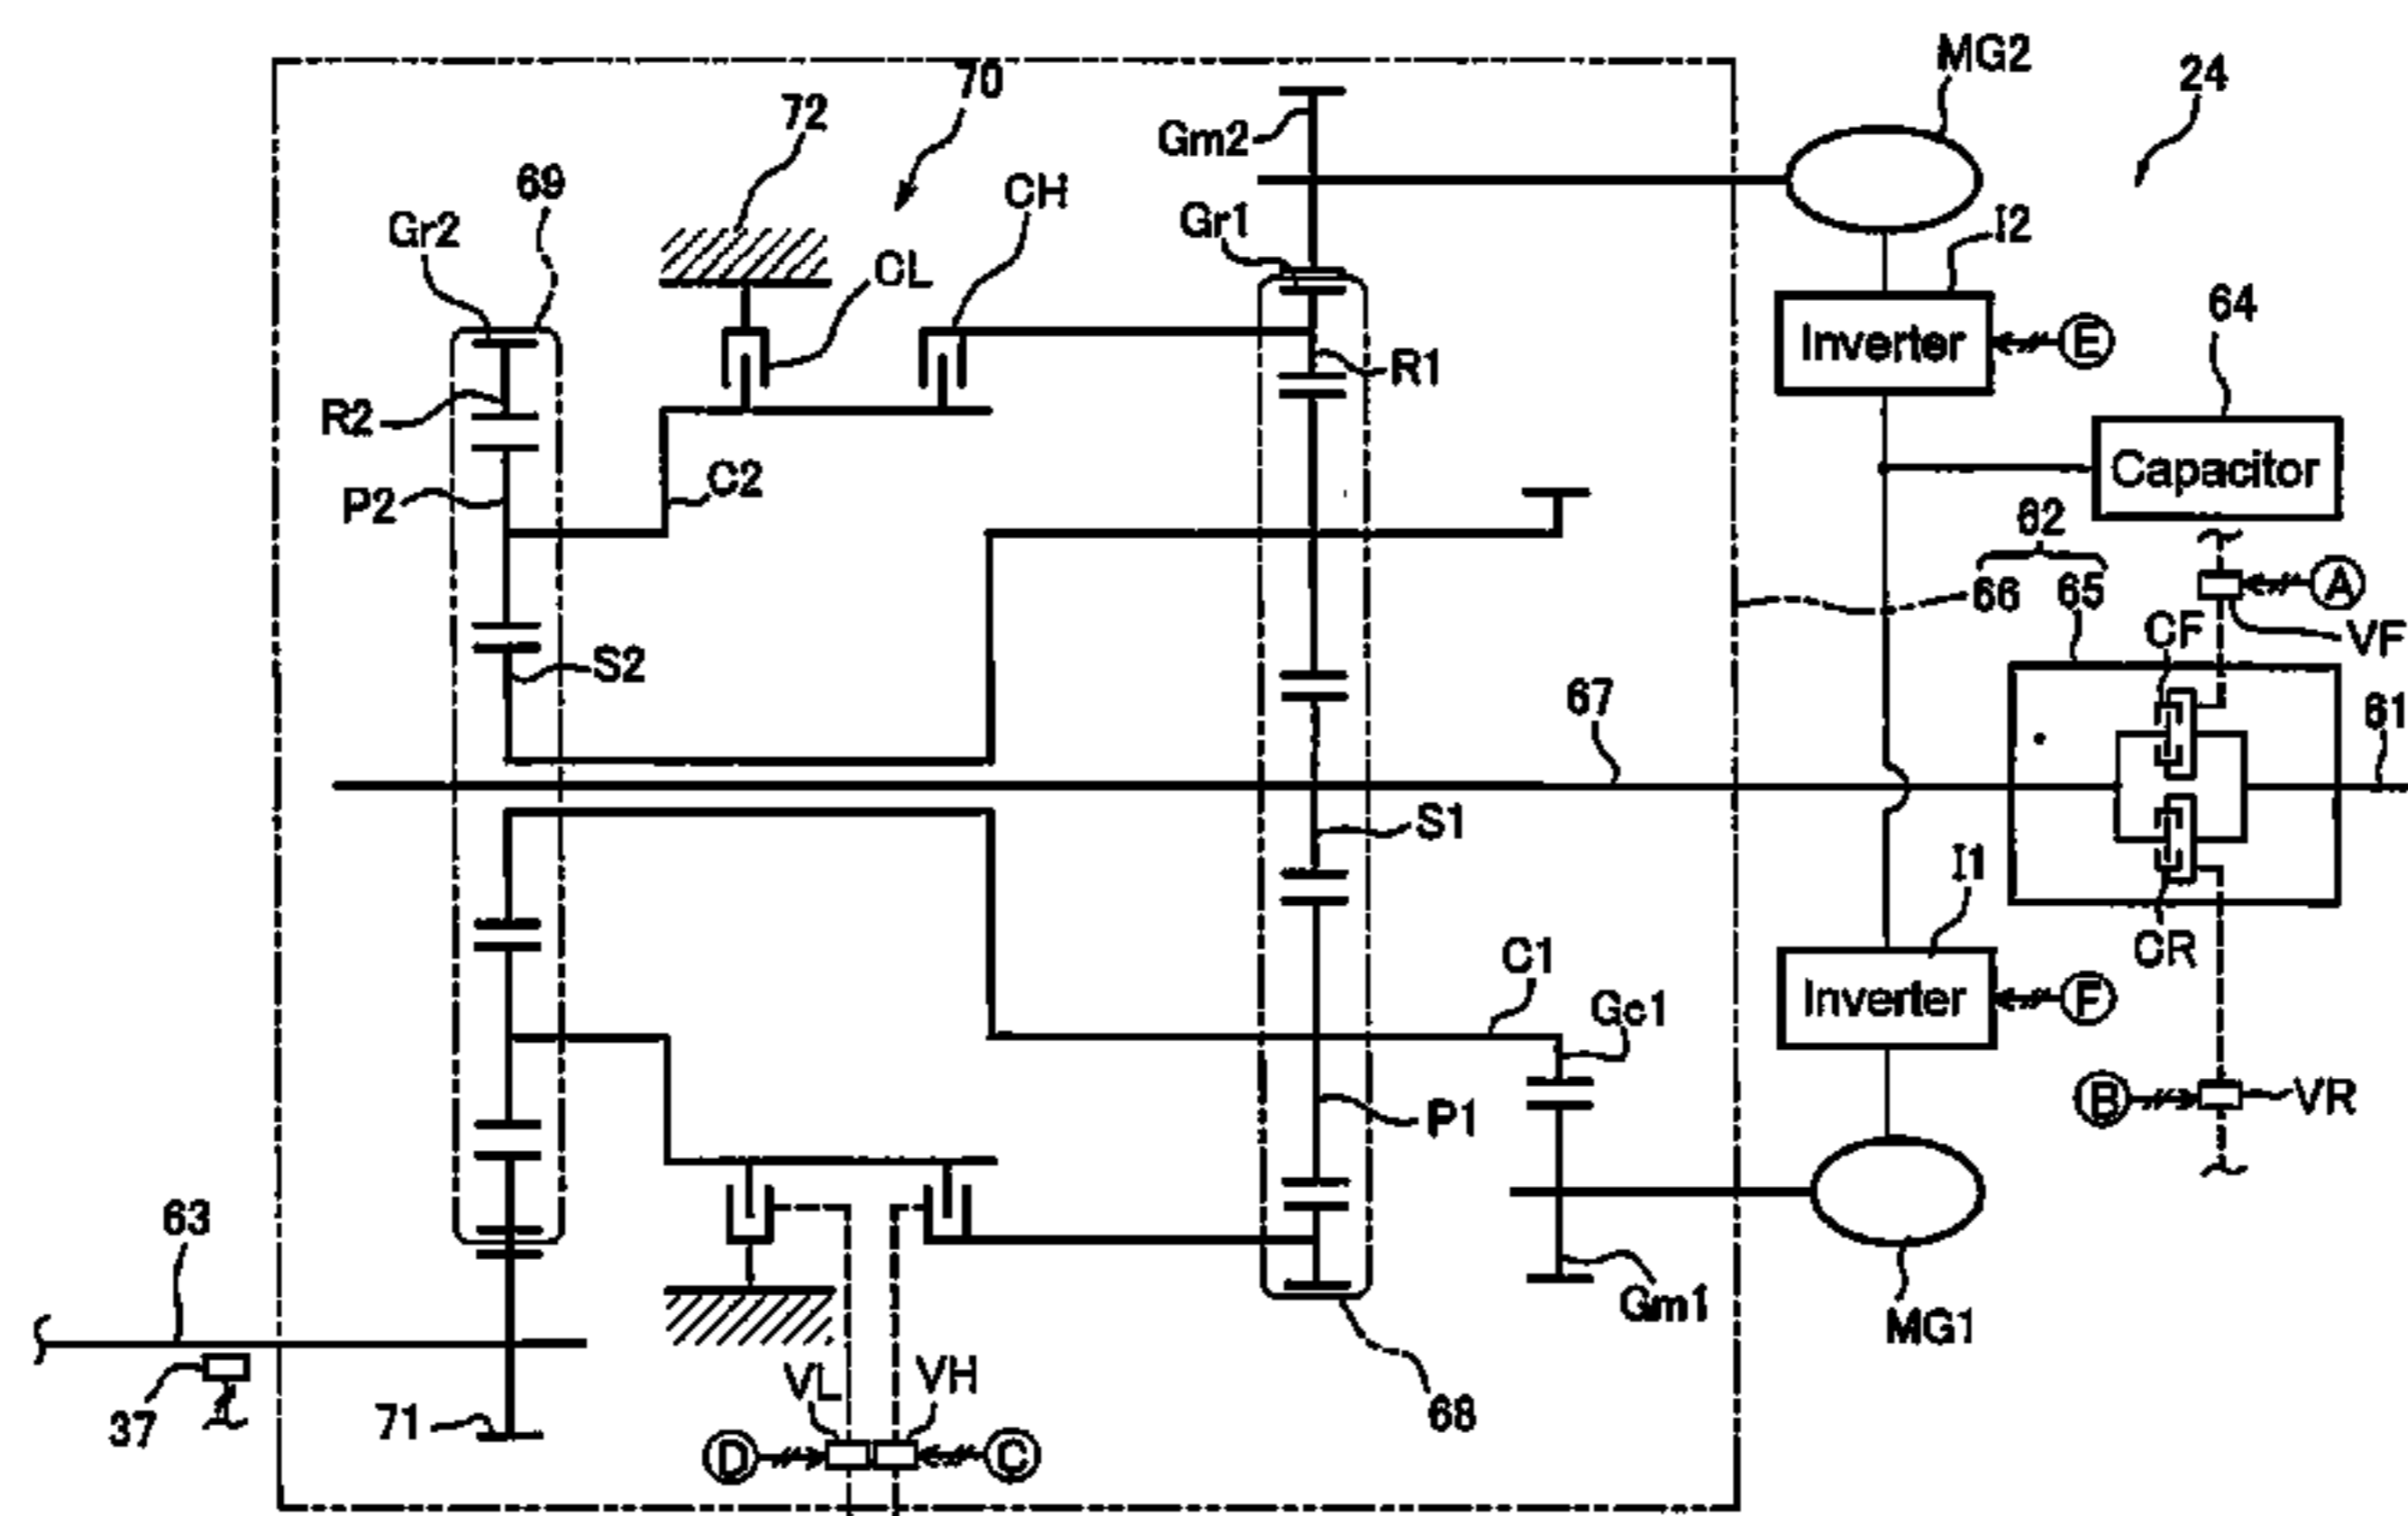 MG2
24
70
72
Gm2
69
CH
Gr2
Gr1
I2
CL
64
Inverter
E
R1
R2
Capacitor
C2
P2
62
66
65
A
CF
VF
S2
67
61
S1
I1
CR
C1
Gc1
Inverter
F
B
VR
P1
63
Gm1
MG1
VL
VH
68
37
71
D
C